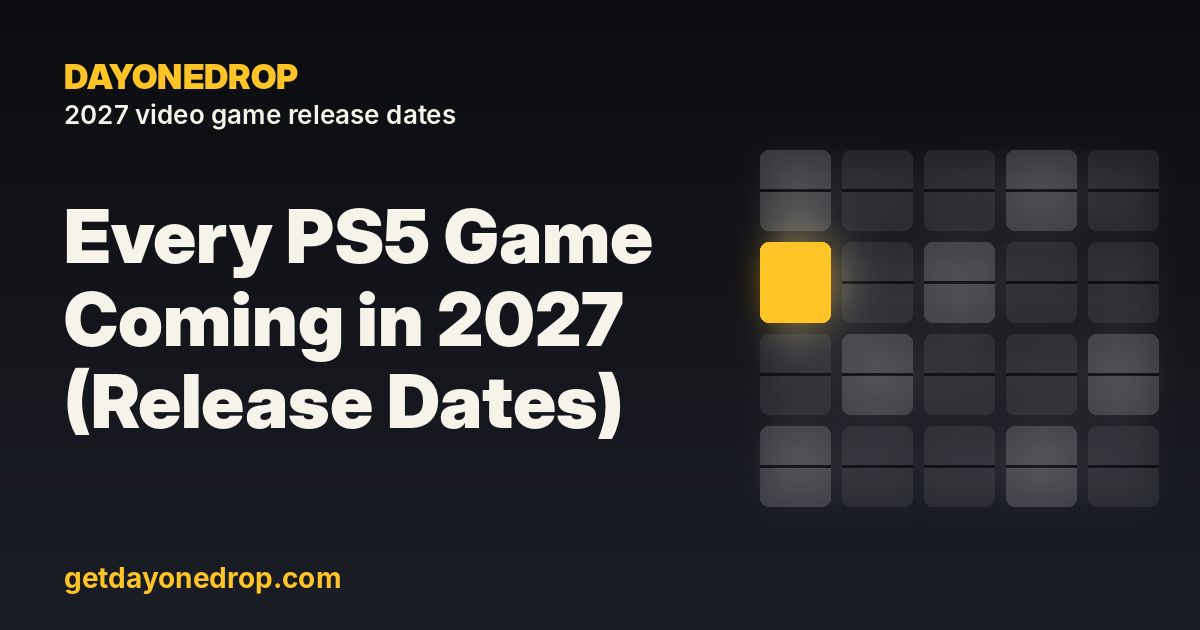 DAYONEDROP
2027 video game release dates
Every PS5 Game
Coming in 2027
(Release Dates)
getdayonedrop.com